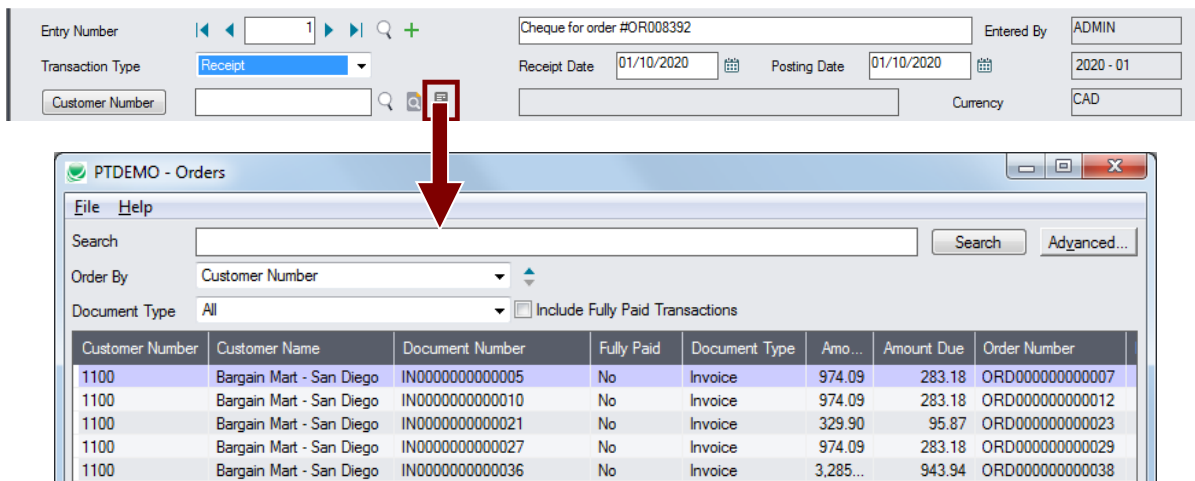 Entry Number 1 Cheque for order #OR008392 Entered By ADMIN
Transaction Type Receipt Receipt Date 01/10/2020 Posting Date 01/10/2020 2020 - 01
Customer Number Currency CAD
PTDEMO - Orders
File Help
Search Search Advanced...
Order By Customer Number
Document Type All Include Fully Paid Transactions
Customer Number Customer Name Document Number Fully Paid Document Type Amo... Amount Due Order Number
1100 Bargain Mart - San Diego IN0000000000005 No Invoice 974.09 283.18 ORD000000000007
1100 Bargain Mart - San Diego IN0000000000010 No Invoice 974.09 283.18 ORD000000000012
1100 Bargain Mart - San Diego IN0000000000021 No Invoice 329.90 95.87 ORD000000000023
1100 Bargain Mart - San Diego IN0000000000027 No Invoice 974.09 283.18 ORD000000000029
1100 Bargain Mart - San Diego IN0000000000036 No Invoice 3,285... 943.94 ORD000000000038